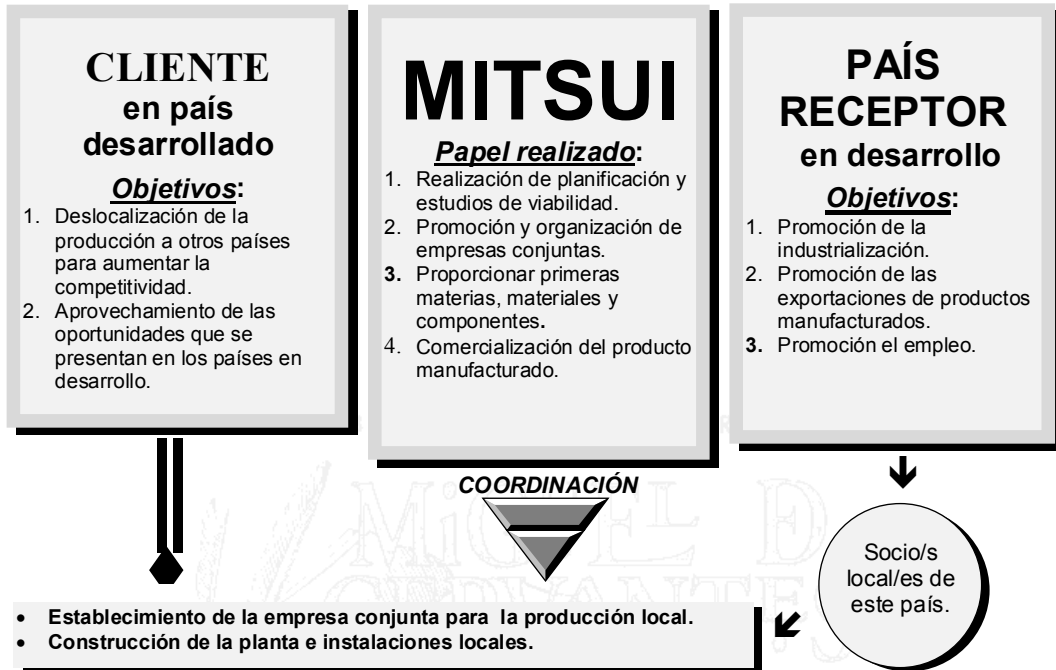 CLIENTE
en país
desarrollado
Objetivos:
1. Deslocalización de la
producción a otros países
para aumentar la
competitividad.
2. Aprovechamiento de las
oportunidades que se
presentan en los países en
desarrollo.
MITSUI
Papel realizado:
1. Realización de planificación y
estudios de viabilidad.
2. Promoción y organización de
empresas conjuntas.
3. Proporcionar primeras
materias, materiales y
componentes.
4. Comercialización del producto
manufacturado.
PAÍS
RECEPTOR
en desarrollo
Objetivos:
1. Promoción de la
industrialización.
2. Promoción de las
exportaciones de productos
manufacturados.
3. Promoción el empleo.
COORDINACIÓN
Socio/s
local/es de
este país.
• Establecimiento de la empresa conjunta para la producción local.
• Construcción de la planta e instalaciones locales.